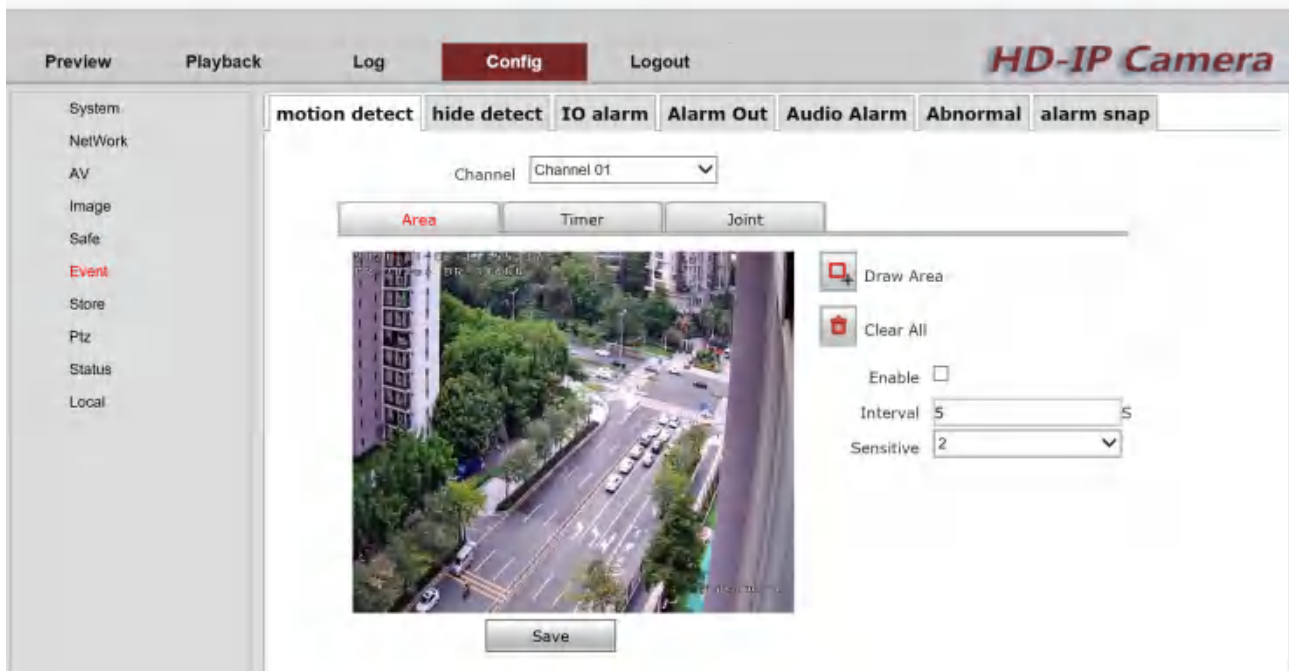 Preview Playback Log Config Logout HD-IP Camera
System
NetWork
AV
Image
Safe
Event
Store
Ptz
Status
Local
motion detect hide detect IO alarm Alarm Out Audio Alarm Abnormal alarm snap
Channel Channel 01
Area Timer Joint
Draw Area
Clear All
Enable
Interval 5 S
Sensitive 2
Save